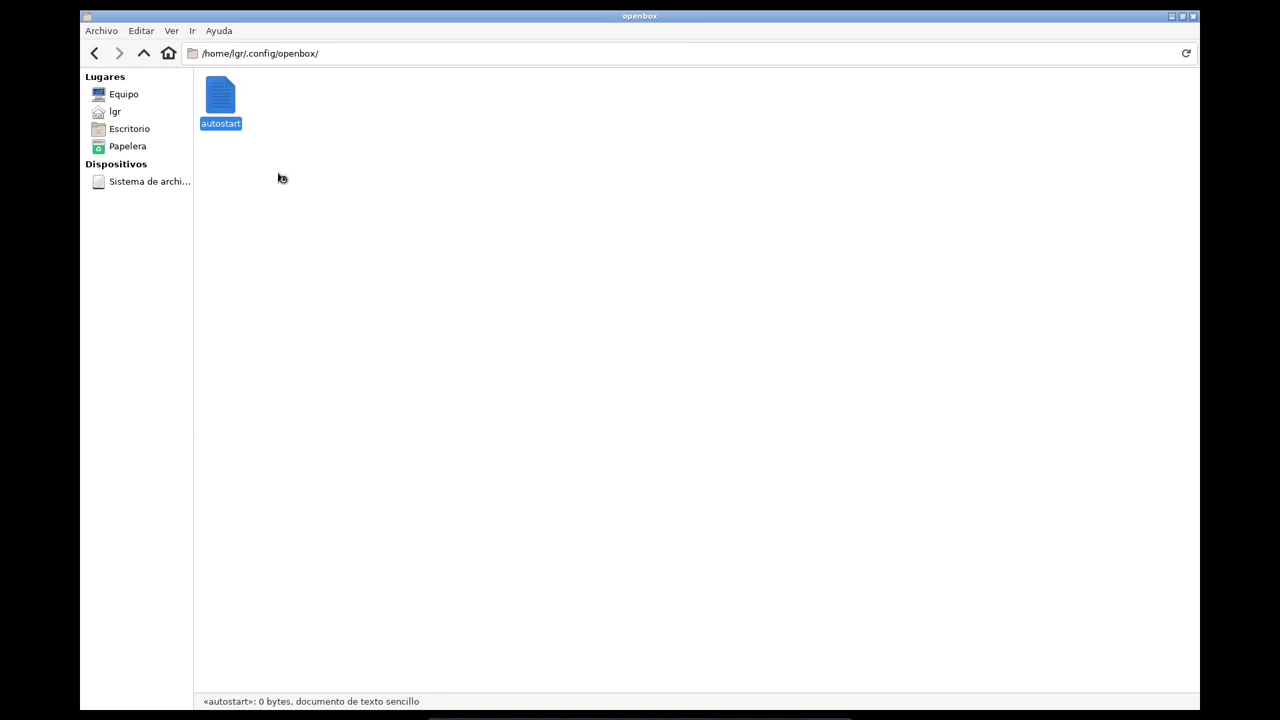 openbox
Archivo Editar Ver Ir Ayuda
/home/lgr/.config/openbox/
Lugares
Equipo
lgr
Escritorio
Papelera
Dispositivos
Sistema de archi...
autostart
«autostart»: 0 bytes, documento de texto sencillo